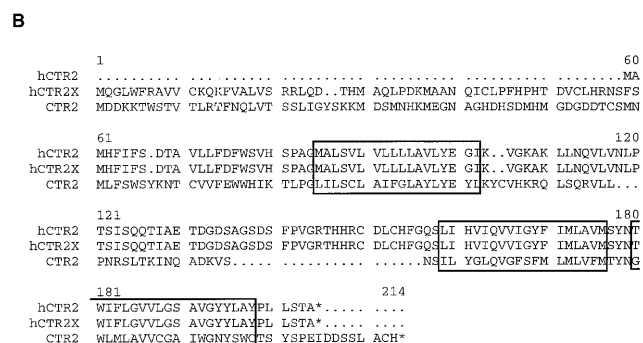 B
1 60
hCTR2 .......... .......... .......... .......... .......... ........MA
hCTR2X MQGLWFRAVV CKQKFVALVS RRLQD..THM AQLPDKMAAN QICLPFHPHT DVCLHRNSFS
CTR2 MDDKKTWSTV TLRTFNQLVT SSLIGYSKKM DSMNHKMEGN AGHDHSDMHM GDGDDTCSMN
61 120
hCTR2 MHFIFS.DTA VLLFDFWSVH SPAGMALSVL VLLLLAVLYE GIK..VGKAK LLNQVLVNLP
hCTR2X MHFIFS.DTA VLLFDFWSVH SPAGMALSVL VLLLLAVLYE GIK..VGKAK LLNQVLVNLP
CTR2 MLFSWSYKNT CVVFEWWHIK TLPGLILSCL AIFGLAYLYE YLKYCVHKRQ LSQRVLL...
121 180
hCTR2 TSISQQTIAE TDGDSAGSDS FPVGRTHHRC DLCHFGQSLI HVIQVVIGYF IMLAVMSYNT
hCTR2X TSISQQTIAE TDGDSAGSDS FPVGRTHHRC DLCHFGQSLI HVIQVVIGYF IMLAVMSYNT
CTR2 PNRSLTKINQ ADKVS..... .......... ......NSIL YGLQVGFSFM LMLVFMTYNG
181 214
hCTR2 WIFLGVVLGS AVGYYLAYPL LSTA*..... ....
hCTR2X WIFLGVVLGS AVGYYLAYPL LSTA*..... ....
CTR2 WLMLAVVCGA IWGNYSWCTS YSPEIDDSSL ACH*